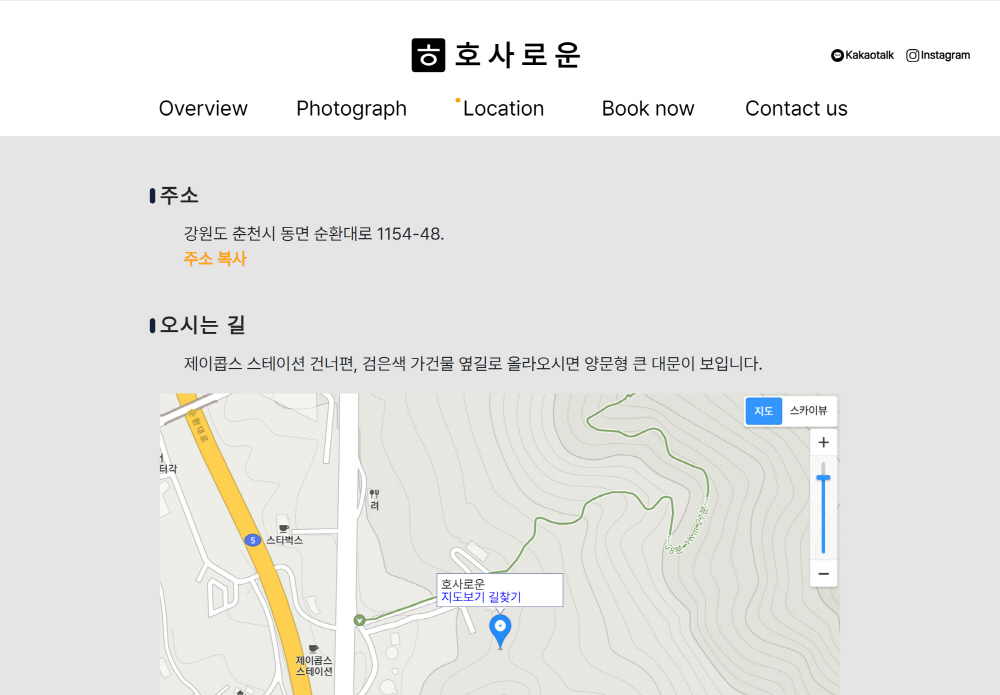 ㅎ 호사로운
Kakaotalk Instagram
Overview Photograph Location Book now Contact us
주소
강원도 춘천시 동면 순환대로 1154-48.
주소 복사
오시는 길
제이콥스 스테이션 건너편, 검은색 가건물 옆길로 올라오시면 양문형 큰 대문이 보입니다.
지도 스카이뷰
순환대로
터각
려
5 스타벅스
호사로운
지도보기 길찾기
제이콥스
스테이션